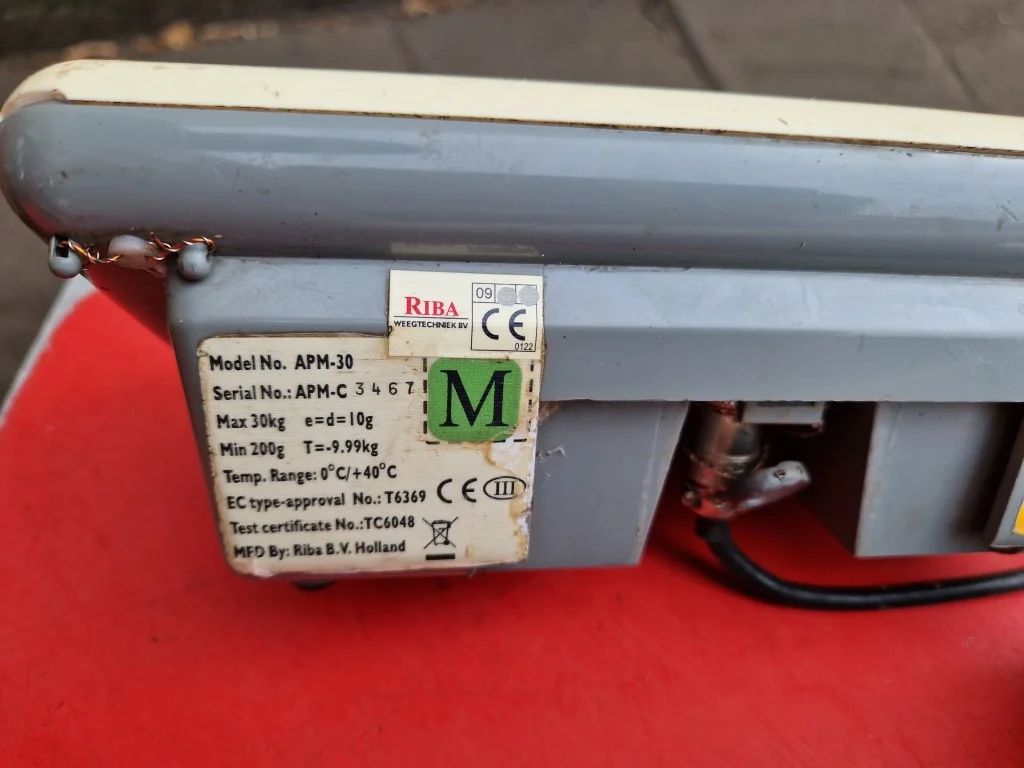 RIBA
WEEGTECHNIEK BV
09
CE
0122
Model No. APM-30
Serial No.: APM-C 3467
M
Max 30kg e=d=10g
Min 200g T=-9.99kg
Temp. Range: 0°C/+40°C
EC type-approval No.: T6369 CE III
Test certificate No.:TC6048
MFD By: Riba B.V. Holland